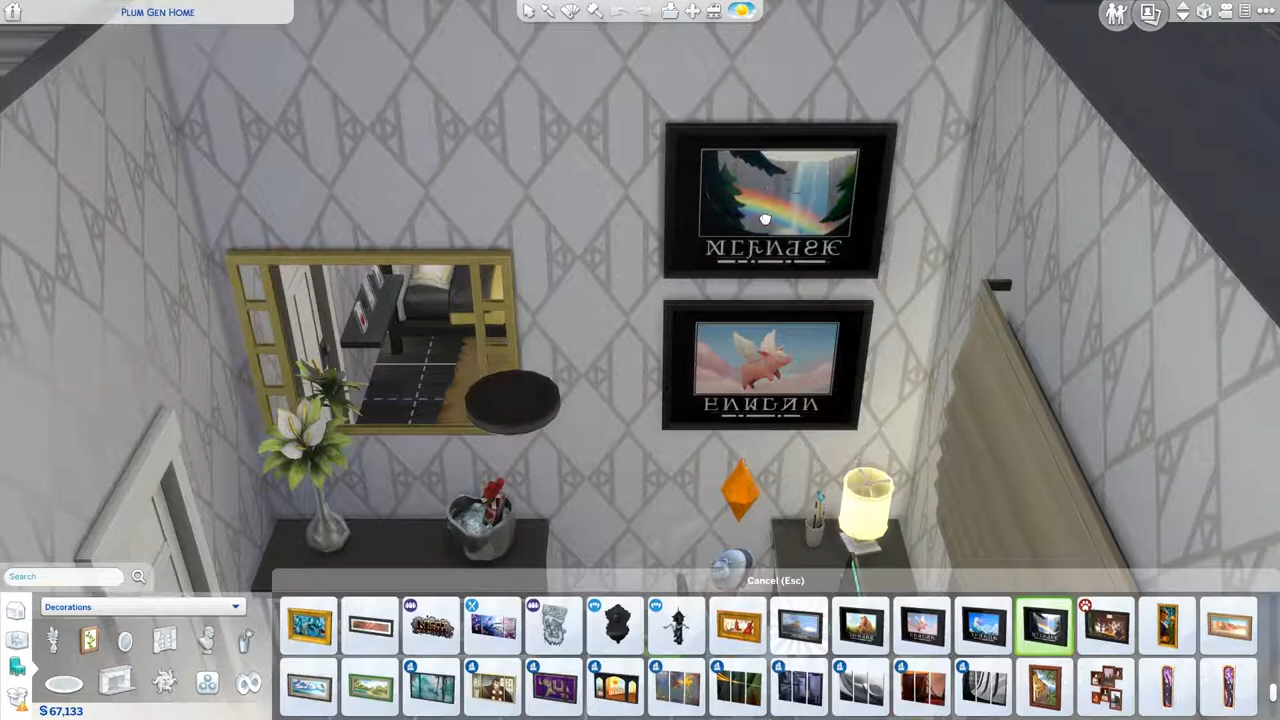 PLUM GEN HOME
Cancel (Esc)
Search
Decorations
§67,133